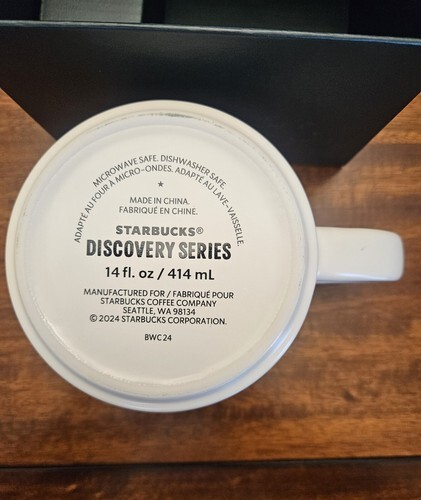 MICROWAVE SAFE. DISHWASHER SAFE.
ADAPTÉ AU FOUR À MICRO-ONDES. ADAPTÉ AU LAVE-VAISSELLE.
MADE IN CHINA.
FABRIQUÉ EN CHINE.
STARBUCKS®
DISCOVERY SERIES
14 fl. oz / 414 mL
MANUFACTURED FOR / FABRIQUÉ POUR
STARBUCKS COFFEE COMPANY
SEATTLE, WA 98134
© 2024 STARBUCKS CORPORATION.
BWC 24